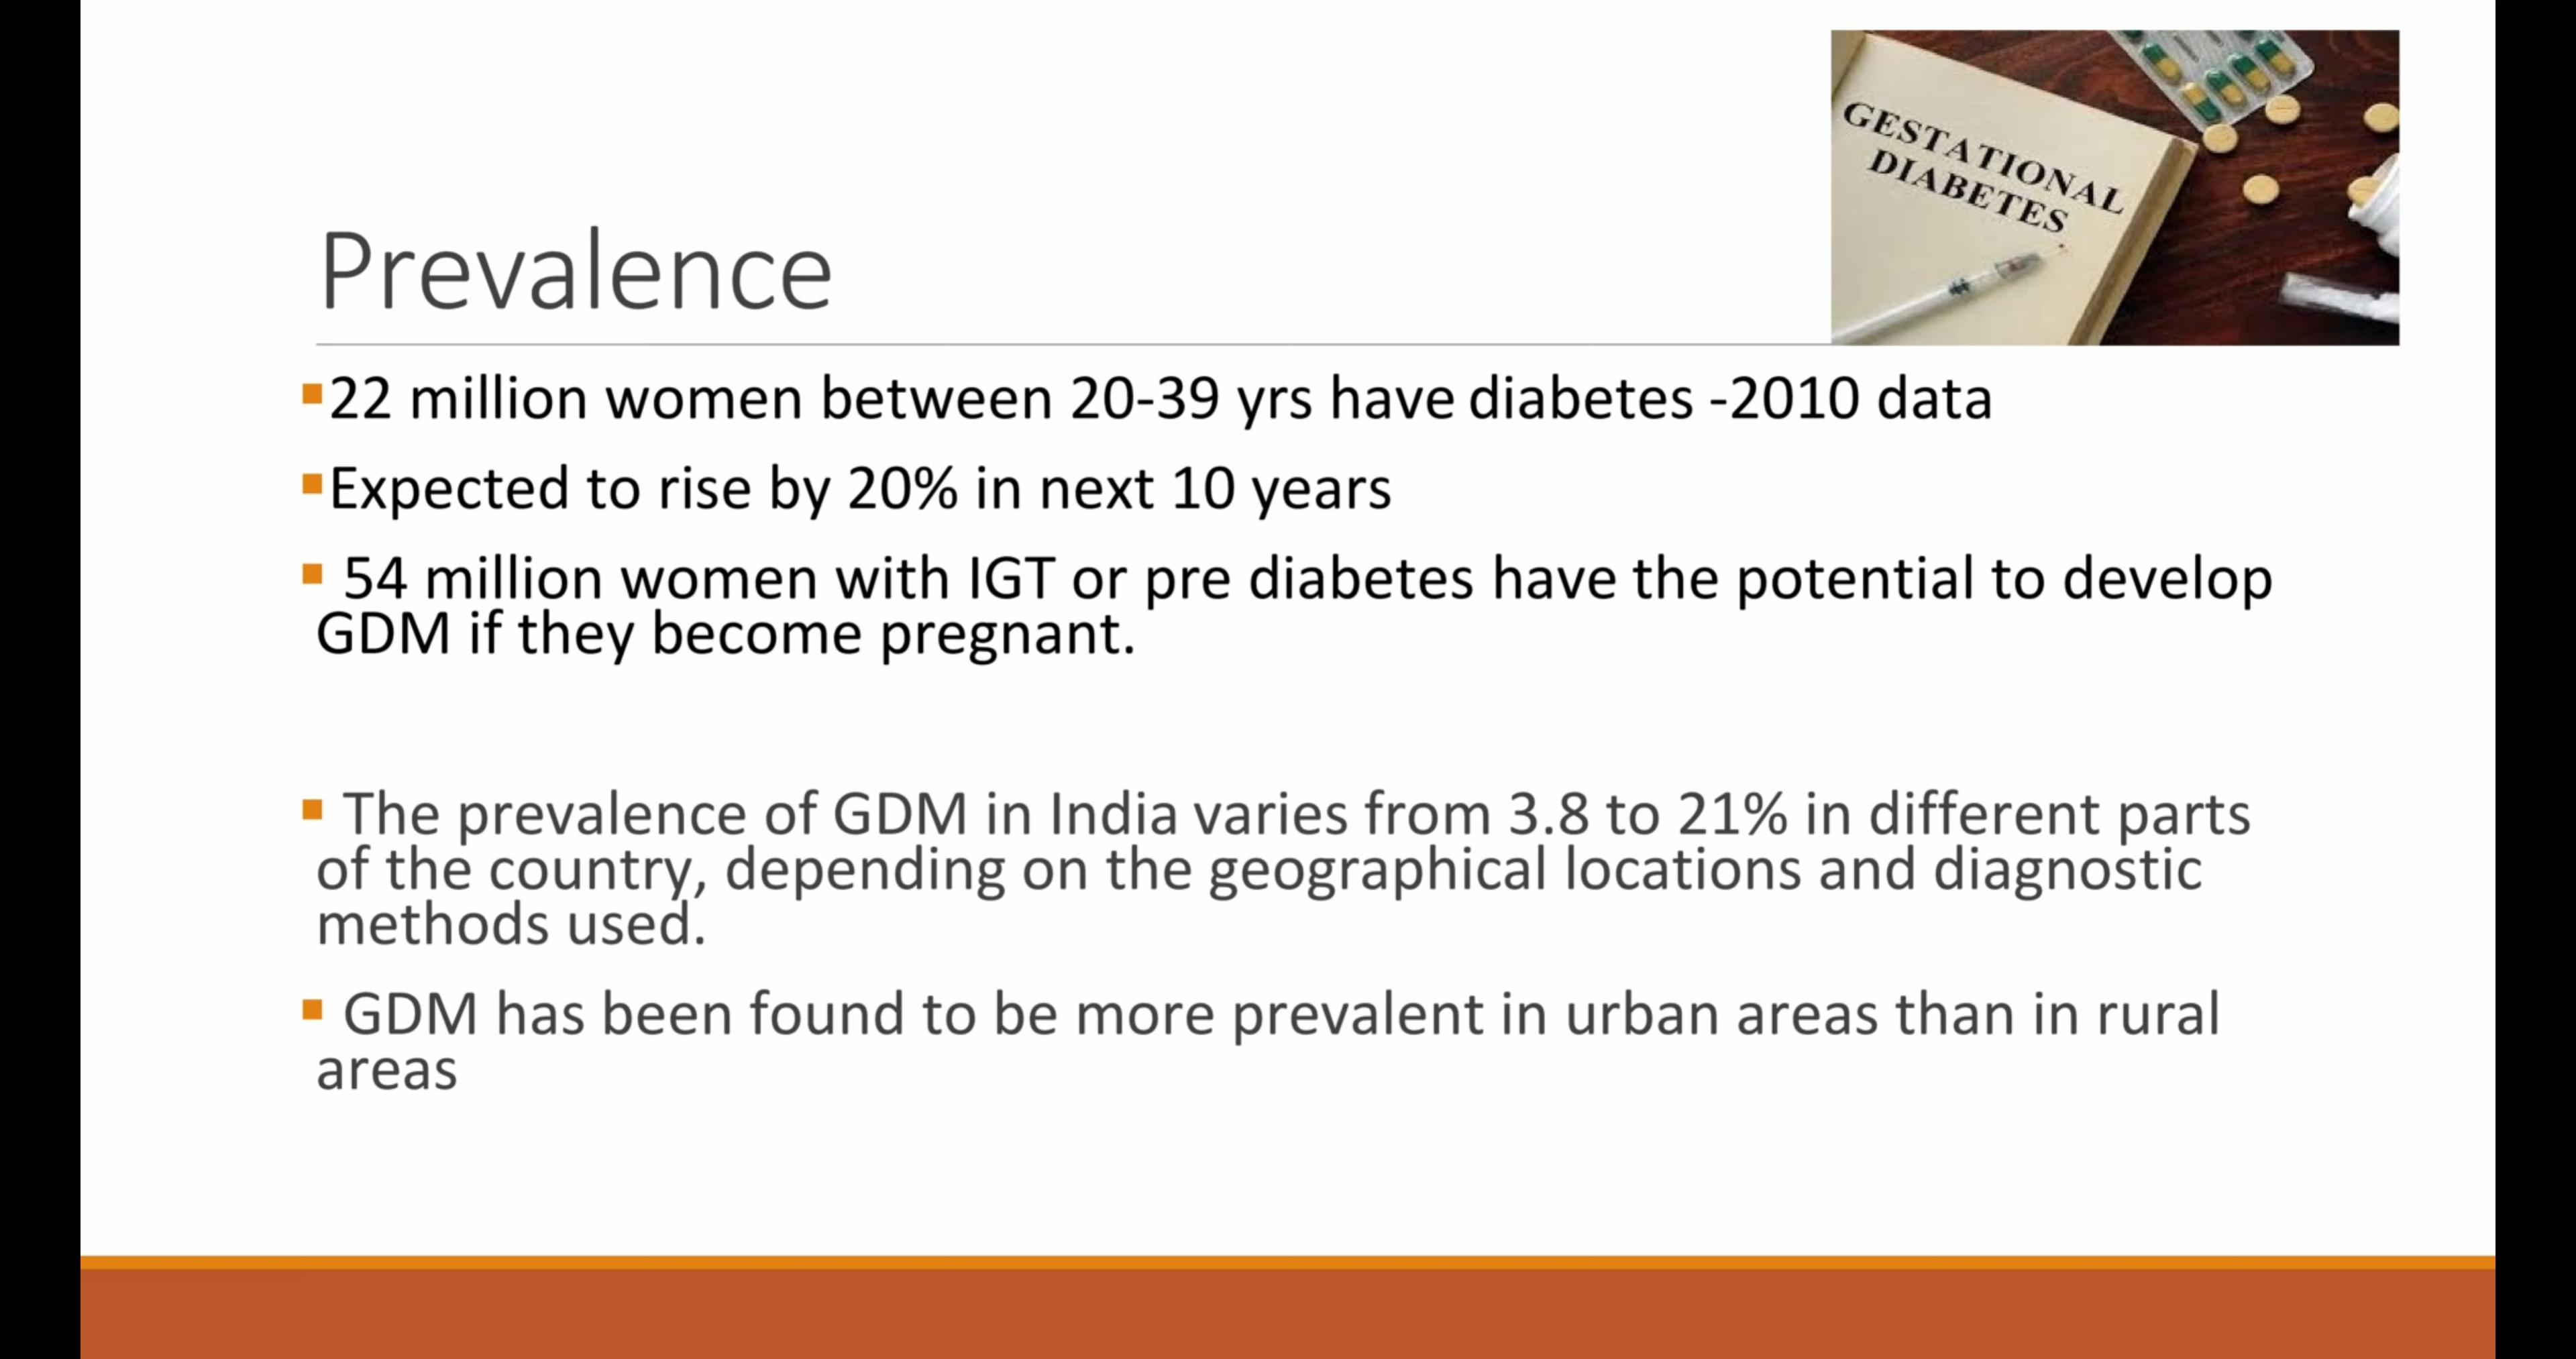 GESTATIONAL
DIABETES
Prevalence
22 million women between 20-39 yrs have diabetes -2010 data
Expected to rise by 20% in next 10 years
54 million women with IGT or pre diabetes have the potential to develop
GDM if they become pregnant.
The prevalence of GDM in India varies from 3.8 to 21% in different parts
of the country, depending on the geographical locations and diagnostic
methods used.
GDM has been found to be more prevalent in urban areas than in rural
areas